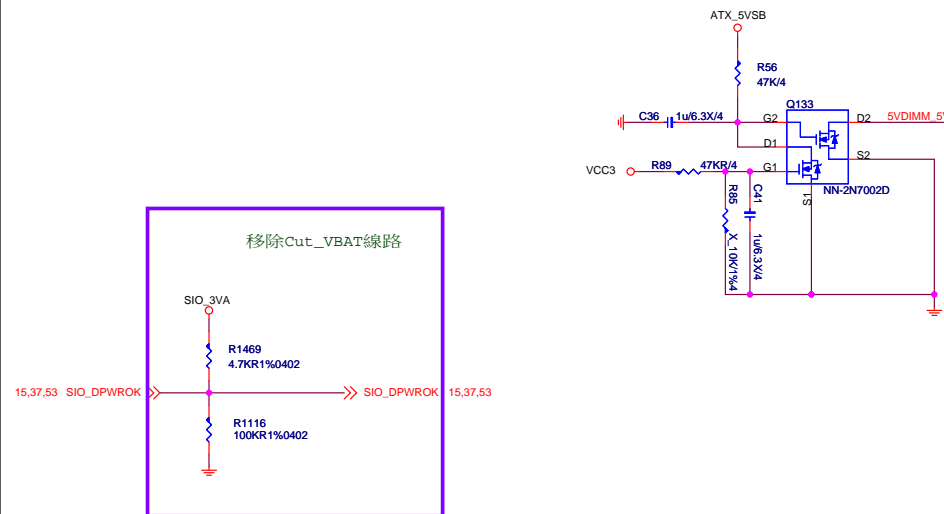 ATX_5VSB
R56
47K/4
Q133
C36
1u/6.3X/4
G2
D2
5VDIMM_5V
D1
S2
VCC3
R89
47KR/4
G1
NN-2N7002D
R85
X_10K/1%4
C41
1u/6.3X/4
S1
移除Cut_VBAT線路
SIO_3VA
R1469
4.7KR1%0402
15,37,53 SIO_DPWROK
SIO_DPWROK 15,37,53
R1116
100KR1%0402